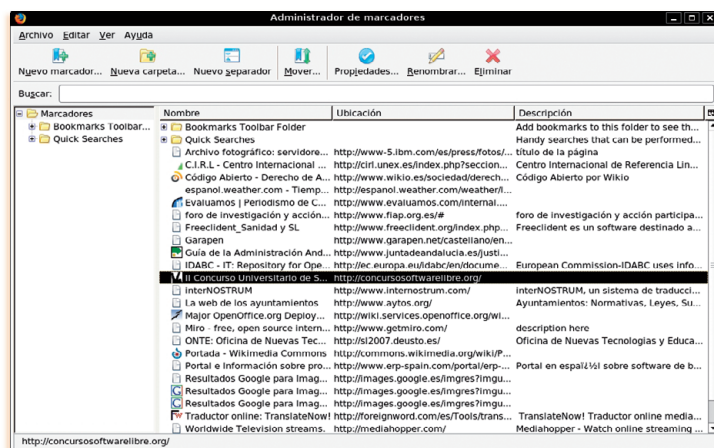 Administrador de marcadores
Archivo Editar Ver Ayuda
Nuevo marcador... Nueva carpeta... Nuevo separador Mover... Propiedades... Renombrar... Eliminar
Buscar:
Marcadores
Bookmarks Toolbar...
Quick Searches
Nombre Ubicación Descripción
Bookmarks Toolbar Folder Add bookmarks to this folder to see th...
Quick Searches Handy searches that can be performed...
Archivo fotográfico: servidore... http://www-5.ibm.com/es/press/fotos/... título de la página
C.I.R.L - Centro Internacional ... http://cirl.unex.es/index.php?seccion... Centro Internacional de Referencia Lin...
Código Abierto - Derecho de A... http://www.wikio.es/sociedad/derech... Código Abierto por Wikio
espanol.weather.com - Tiemp... http://espanol.weather.com/weather/l...
Evaluamos | Periodismo de C... http://www.evaluamos.com/internal....
foro de investigación y acción... http://www.fiap.org.es/# foro de investigación y acción participa...
Freeclient_Sanidad y SL http://www.freeclident.org/index.php... Freeclient es un software destinado a...
Garapen http://www.garapen.net/castellano/en...
Guía de la Administración And... http://www.juntadeandalucia.es/justi...
IDABC - IT: Repository for Ope... http://ec.europa.eu/idabc/en/docume... European Commission-IDABC uses info...
II Concurso Universitario de S... http://concursosoftwarelibre.org/
interNOSTRUM http://www.internostrum.com/ interNOSTRUM, un sistema de traducci...
La web de los ayuntamientos http://www.aytos.org/ Ayuntamientos: Normativas, Leyes, Su...
Major OpenOffice.org Deploy... http://wiki.services.openoffice.org/wi...
Miro - free, open source intern... http://www.getmiro.com/ description here
ONTE: Oficina de Nuevas Tec... http://sl2007.deusto.es/ Oficina de Nuevas Tecnologias y Educa...
Portada - Wikimedia Commons http://commons.wikimedia.org/wiki/P...
Portal e Información sobre pro... http://www.erp-spain.com/portal/erp-... Portal en espaï¿½l sobre software de b...
Resultados Google para Imag... http://images.google.es/imgres?imgu...
Resultados Google para Imag... http://images.google.es/imgres?imgu...
Resultados Google para Imag... http://images.google.es/imgres?imgu...
Traductor online: TranslateNow! http://foreignword.com/es/Tools/trans... TranslateNow! Traductor online media...
Worldwide Television streams. http://mediahopper.com/ Mediahopper - Watch online streaming ...
http://concursosoftwarelibre.org/